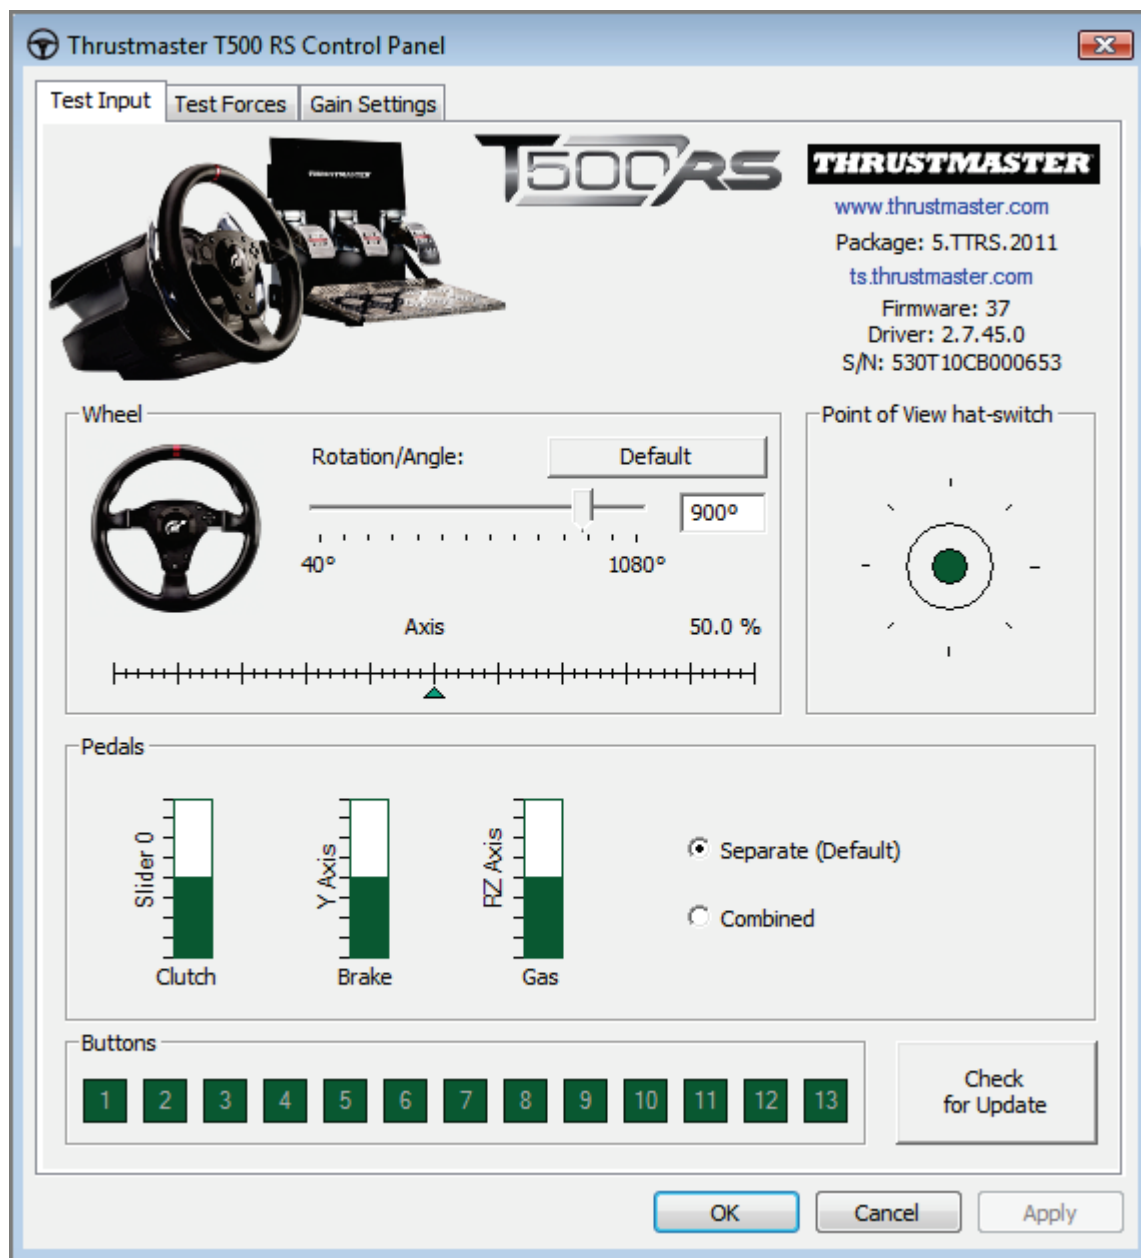 Thrustmaster T500 RS Control Panel
Test Input
Test Forces
Gain Settings
THRUSTMASTER
T500RS
THRUSTMASTER
www.thrustmaster.com
Package: 5.TTRS.2011
ts.thrustmaster.com
Firmware: 37
Driver: 2.7.45.0
S/N: 530T10CB000653
Wheel
Rotation/Angle:
Default
900°
40°
1080°
Axis
50.0 %
Point of View hat-switch
Pedals
Slider 0
Clutch
Y Axis
Brake
RZ Axis
Gas
Separate (Default)
Combined
Buttons
1 2 3 4 5 6 7 8 9 10 11 12 13
Check
for Update
OK
Cancel
Apply